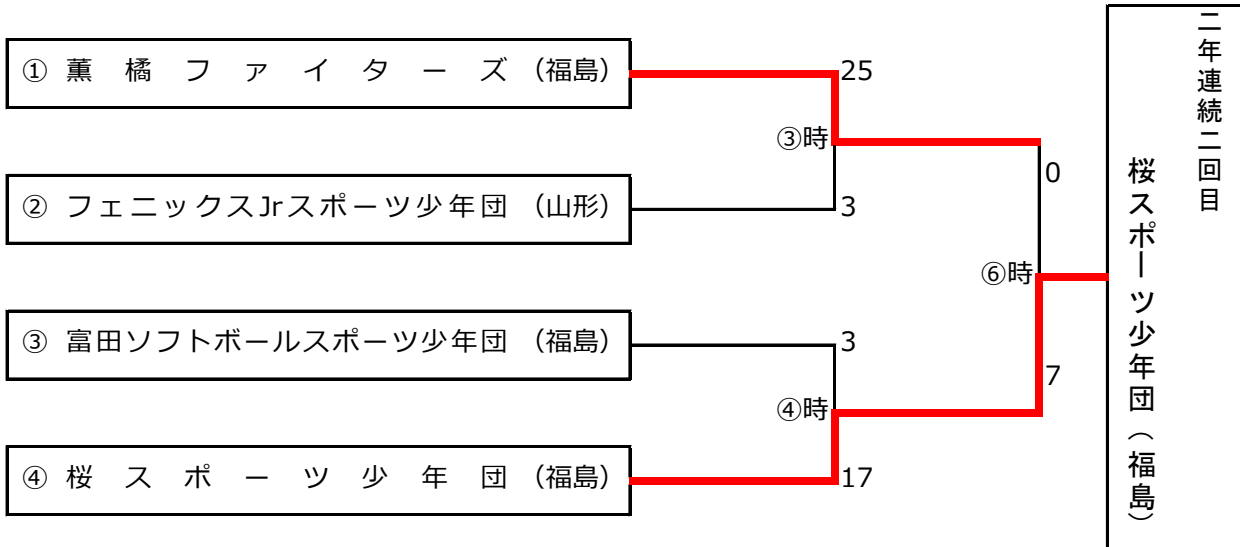 ① 薫橘ファイターズ (福島)
25
③時
② フェニックスJrスポーツ少年団 (山形)
3
0
⑥時
③ 富田ソフトボールスポーツ少年団 (福島)
3
7
④時
④ 桜スポーツ少年団 (福島)
17
二年連続二回目
桜スポーツ少年団(福島)